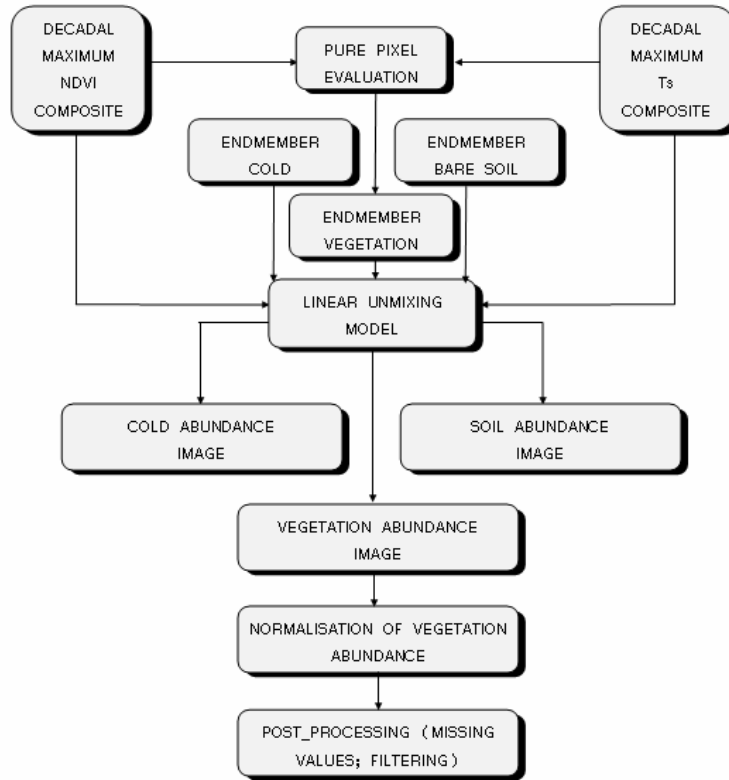 DECADAL
MAXIMUM
NDVI
COMPOSITE
PURE PIXEL
EVALUATION
DECADAL
MAXIMUM
Ts
COMPOSITE
ENDMEMBER
COLD
ENDMEMBER
BARE SOIL
ENDMEMBER
VEGETATION
LINEAR UNMIXING
MODEL
COLD ABUNDANCE
IMAGE
SOIL ABUNDANCE
IMAGE
VEGETATION ABUNDANCE
IMAGE
NORMALISATION OF VEGETATION
ABUNDANCE
POST_PROCESSING (MISSING
VALUES; FILTERING)